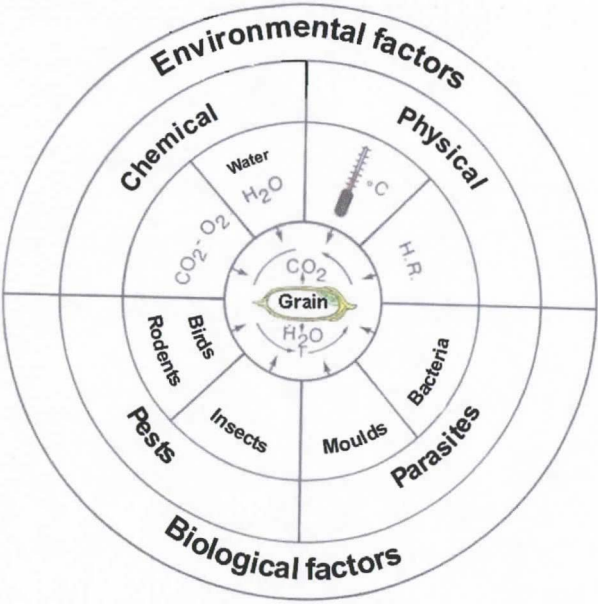 Environmental factors
Chemical
Physical
Water
H₂O
°C
CO₂- O₂
H.R.
CO₂
Grain
H₂O
Birds
Rodents
Bacteria
Insects
Moulds
Pests
Parasites
Biological factors